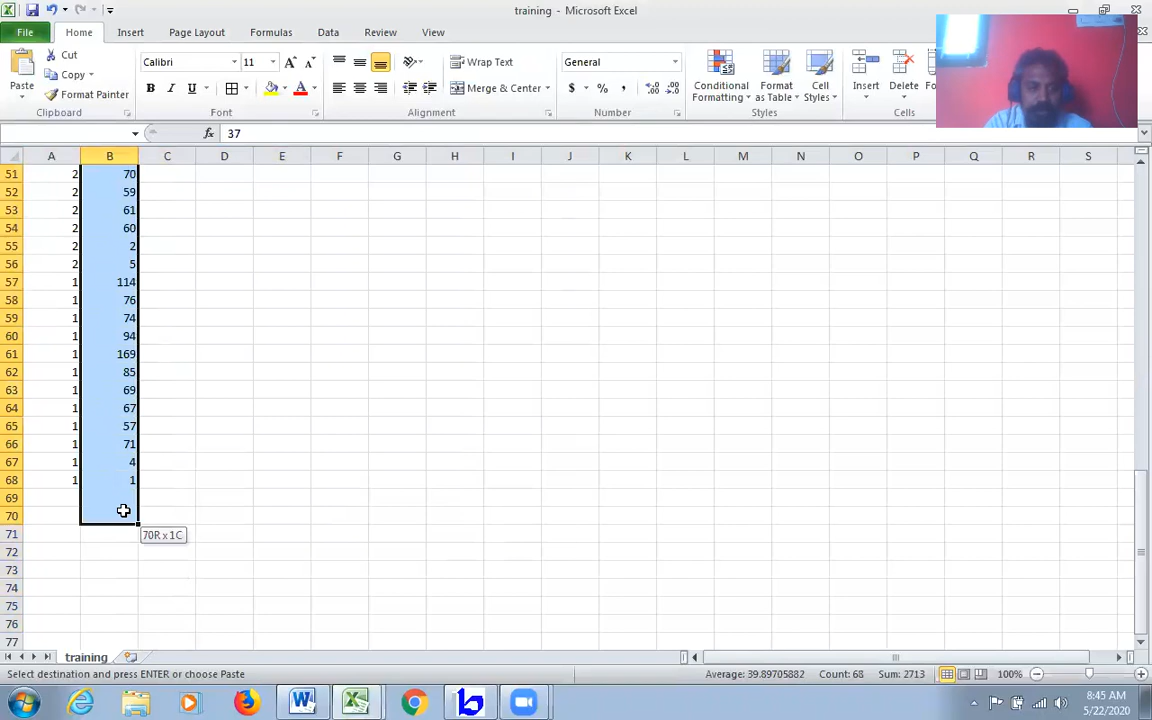 training - Microsoft Excel
File Home Insert Page Layout Formulas Data Review View
Cut
Copy
Format Painter
Paste
Clipboard
Calibri 11
B I U A
Font
Wrap Text
Merge & Center
Alignment
General
$ % ,
Number
Conditional Formatting
Format as Table
Cell Styles
Styles
Insert
Delete
Cells
fx 37
A B C D E F G H I J K L M N O P Q R S
51 2 70
52 2 59
53 2 61
54 2 60
55 2 2
56 2 5
57 1 114
58 1 76
59 1 74
60 1 94
61 1 169
62 1 85
63 1 69
64 1 67
65 1 57
66 1 71
67 1 4
68 1 1
69
70
70R x 1C
71
72
73
74
75
76
77
training
Select destination and press ENTER or choose Paste Average: 39.89705882 Count: 68 Sum: 2713 100%
8:45 AM
5/22/2020